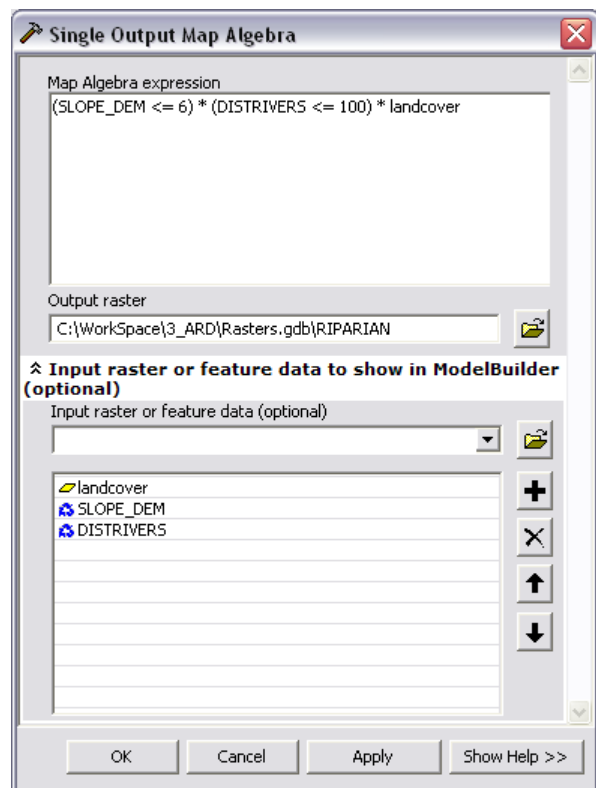 Single Output Map Algebra
Map Algebra expression
(SLOPE_DEM <= 6) * (DISTRIVERS <= 100) * landcover
Output raster
C:\WorkSpace\3_ARD\Rasters.gdb\RIPARIAN
Input raster or feature data to show in ModelBuilder
(optional)
Input raster or feature data (optional)
landcover
SLOPE_DEM
DISTRIVERS
OK
Cancel
Apply
Show Help >>